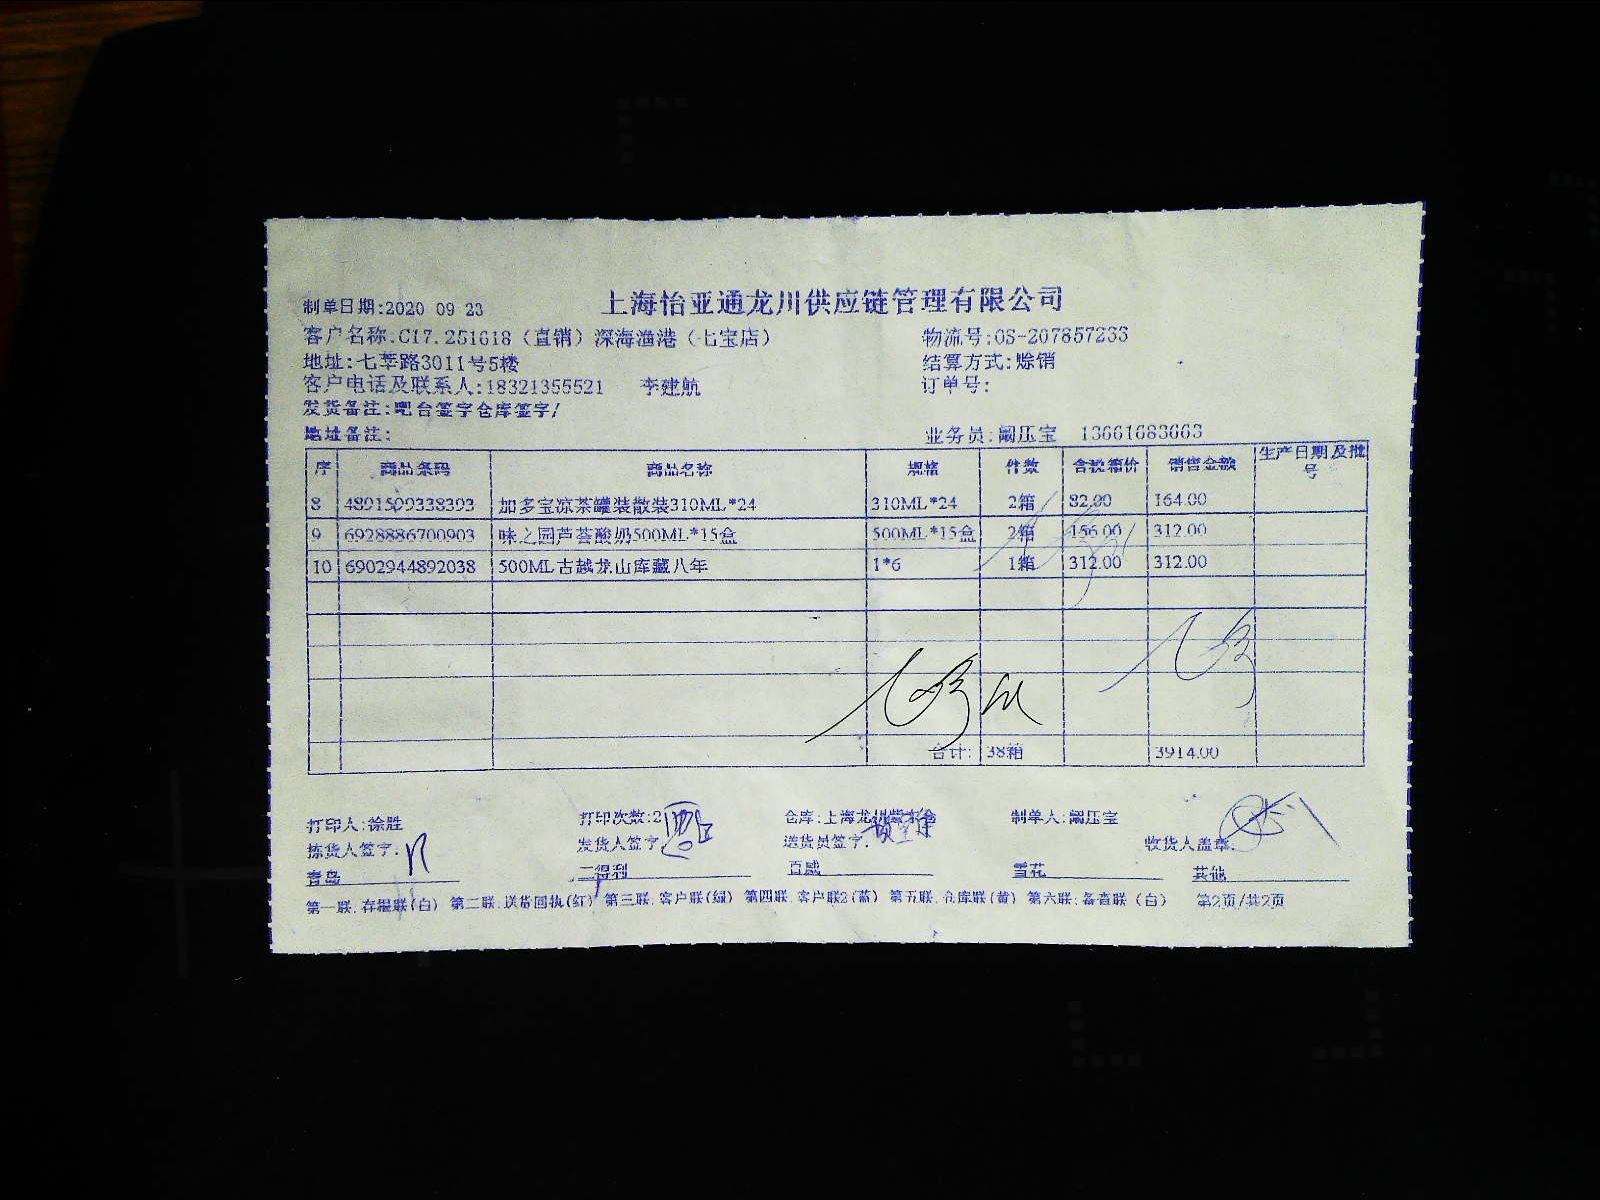 制单日期:2020 09 23 上海怡亚通龙川供应链管理有限公司
客户名称:C17.251618（直销）深海渔港（七宝店） 物流号:OS-207857233
地址:七莘路3011号5楼 结算方式:赊销
客户电话及联系人:18321355521 李建航 订单号:
发货备注:吧台签字仓库签字/
地址备注: 业务员:阚压宝 13661683663
序 商品条码 商品名称 规格 件数 含税箱价 销售金额 生产日期及批号
8 4891599338393 加多宝凉茶罐装散装310ML*24 310ML*24 2箱 82.00 164.00
9 6928886700903 味之园芦荟酸奶500ML*15盒 500ML*15盒 2箱 156.00 312.00
10 6902944892038 500ML古越龙山库藏八年 1*6 1箱 312.00 312.00
合计: 38箱 3914.00
打印人:徐胜 打印次数:2 仓库:上海龙川 制单人:阚压宝
拣货人签字: 发货人签字: 送货员签字: 收货人盖章:
青岛 三得利 百威 雪花 其他
第一联:存根联(白) 第二联:送货回执(红) 第三联:客户联(绿) 第四联:客户联2(蓝) 第五联:仓库联(黄) 第六联:备查联(白) 第2页/共2页